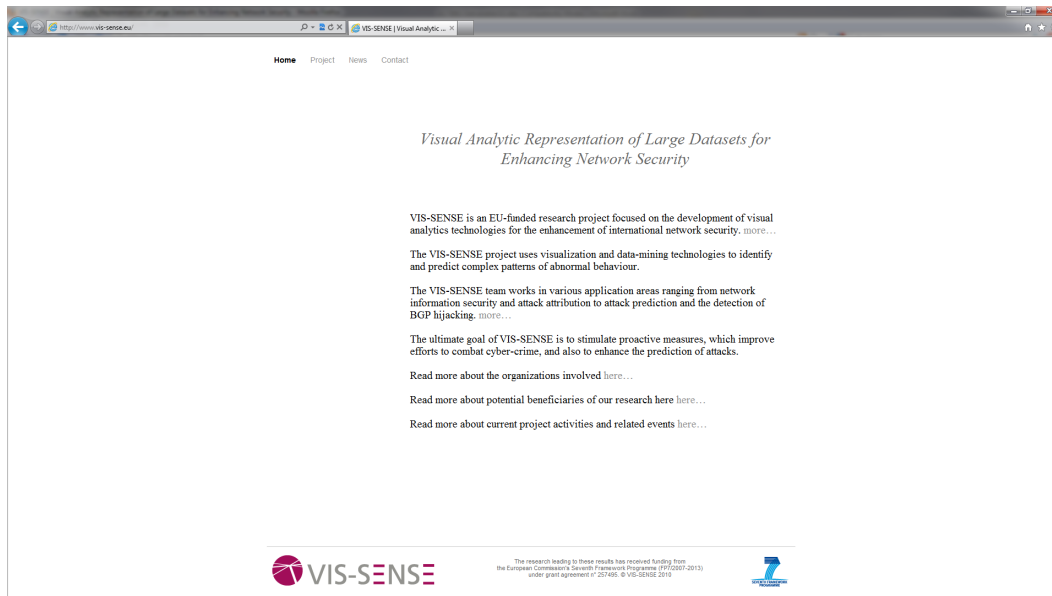 http://www.vis-sense.eu/
VIS-SENSE | Visual Analytic ...
Home Project News Contact
Visual Analytic Representation of Large Datasets for
Enhancing Network Security
VIS-SENSE is an EU-funded research project focused on the development of visual
analytics technologies for the enhancement of international network security. more…
The VIS-SENSE project uses visualization and data-mining technologies to identify
and predict complex patterns of abnormal behaviour.
The VIS-SENSE team works in various application areas ranging from network
information security and attack attribution to attack prediction and the detection of
BGP hijacking. more…
The ultimate goal of VIS-SENSE is to stimulate proactive measures, which improve
efforts to combat cyber-crime, and also to enhance the prediction of attacks.
Read more about the organizations involved here…
Read more about potential beneficiaries of our research here here…
Read more about current project activities and related events here…
VIS-SENSE
The research leading to these results has received funding from
the European Commission's Seventh Framework Programme (FP7/2007-2013)
under grant agreement n° 257495. © VIS-SENSE 2010
SEVENTH FRAMEWORK
PROGRAMME